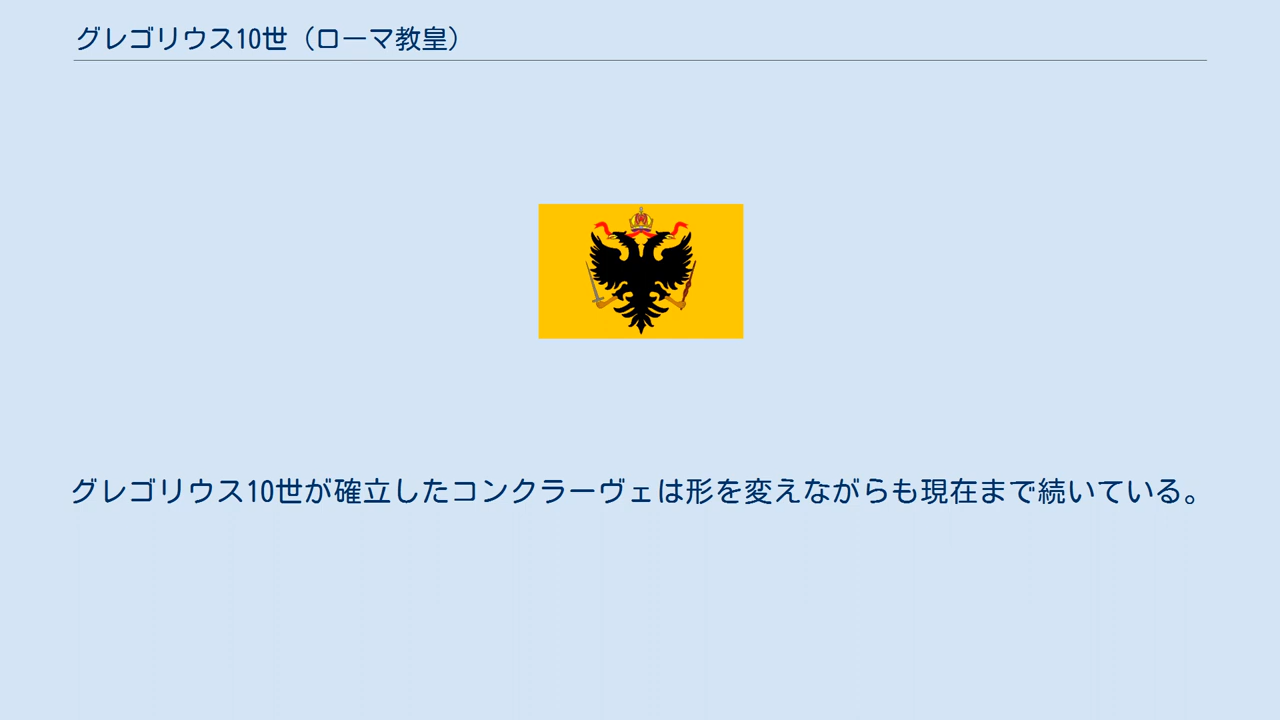 グレゴリウス10世（ローマ教皇）
グレゴリウス10世が確立したコンクラーヴェは形を変えながらも現在まで続いている。